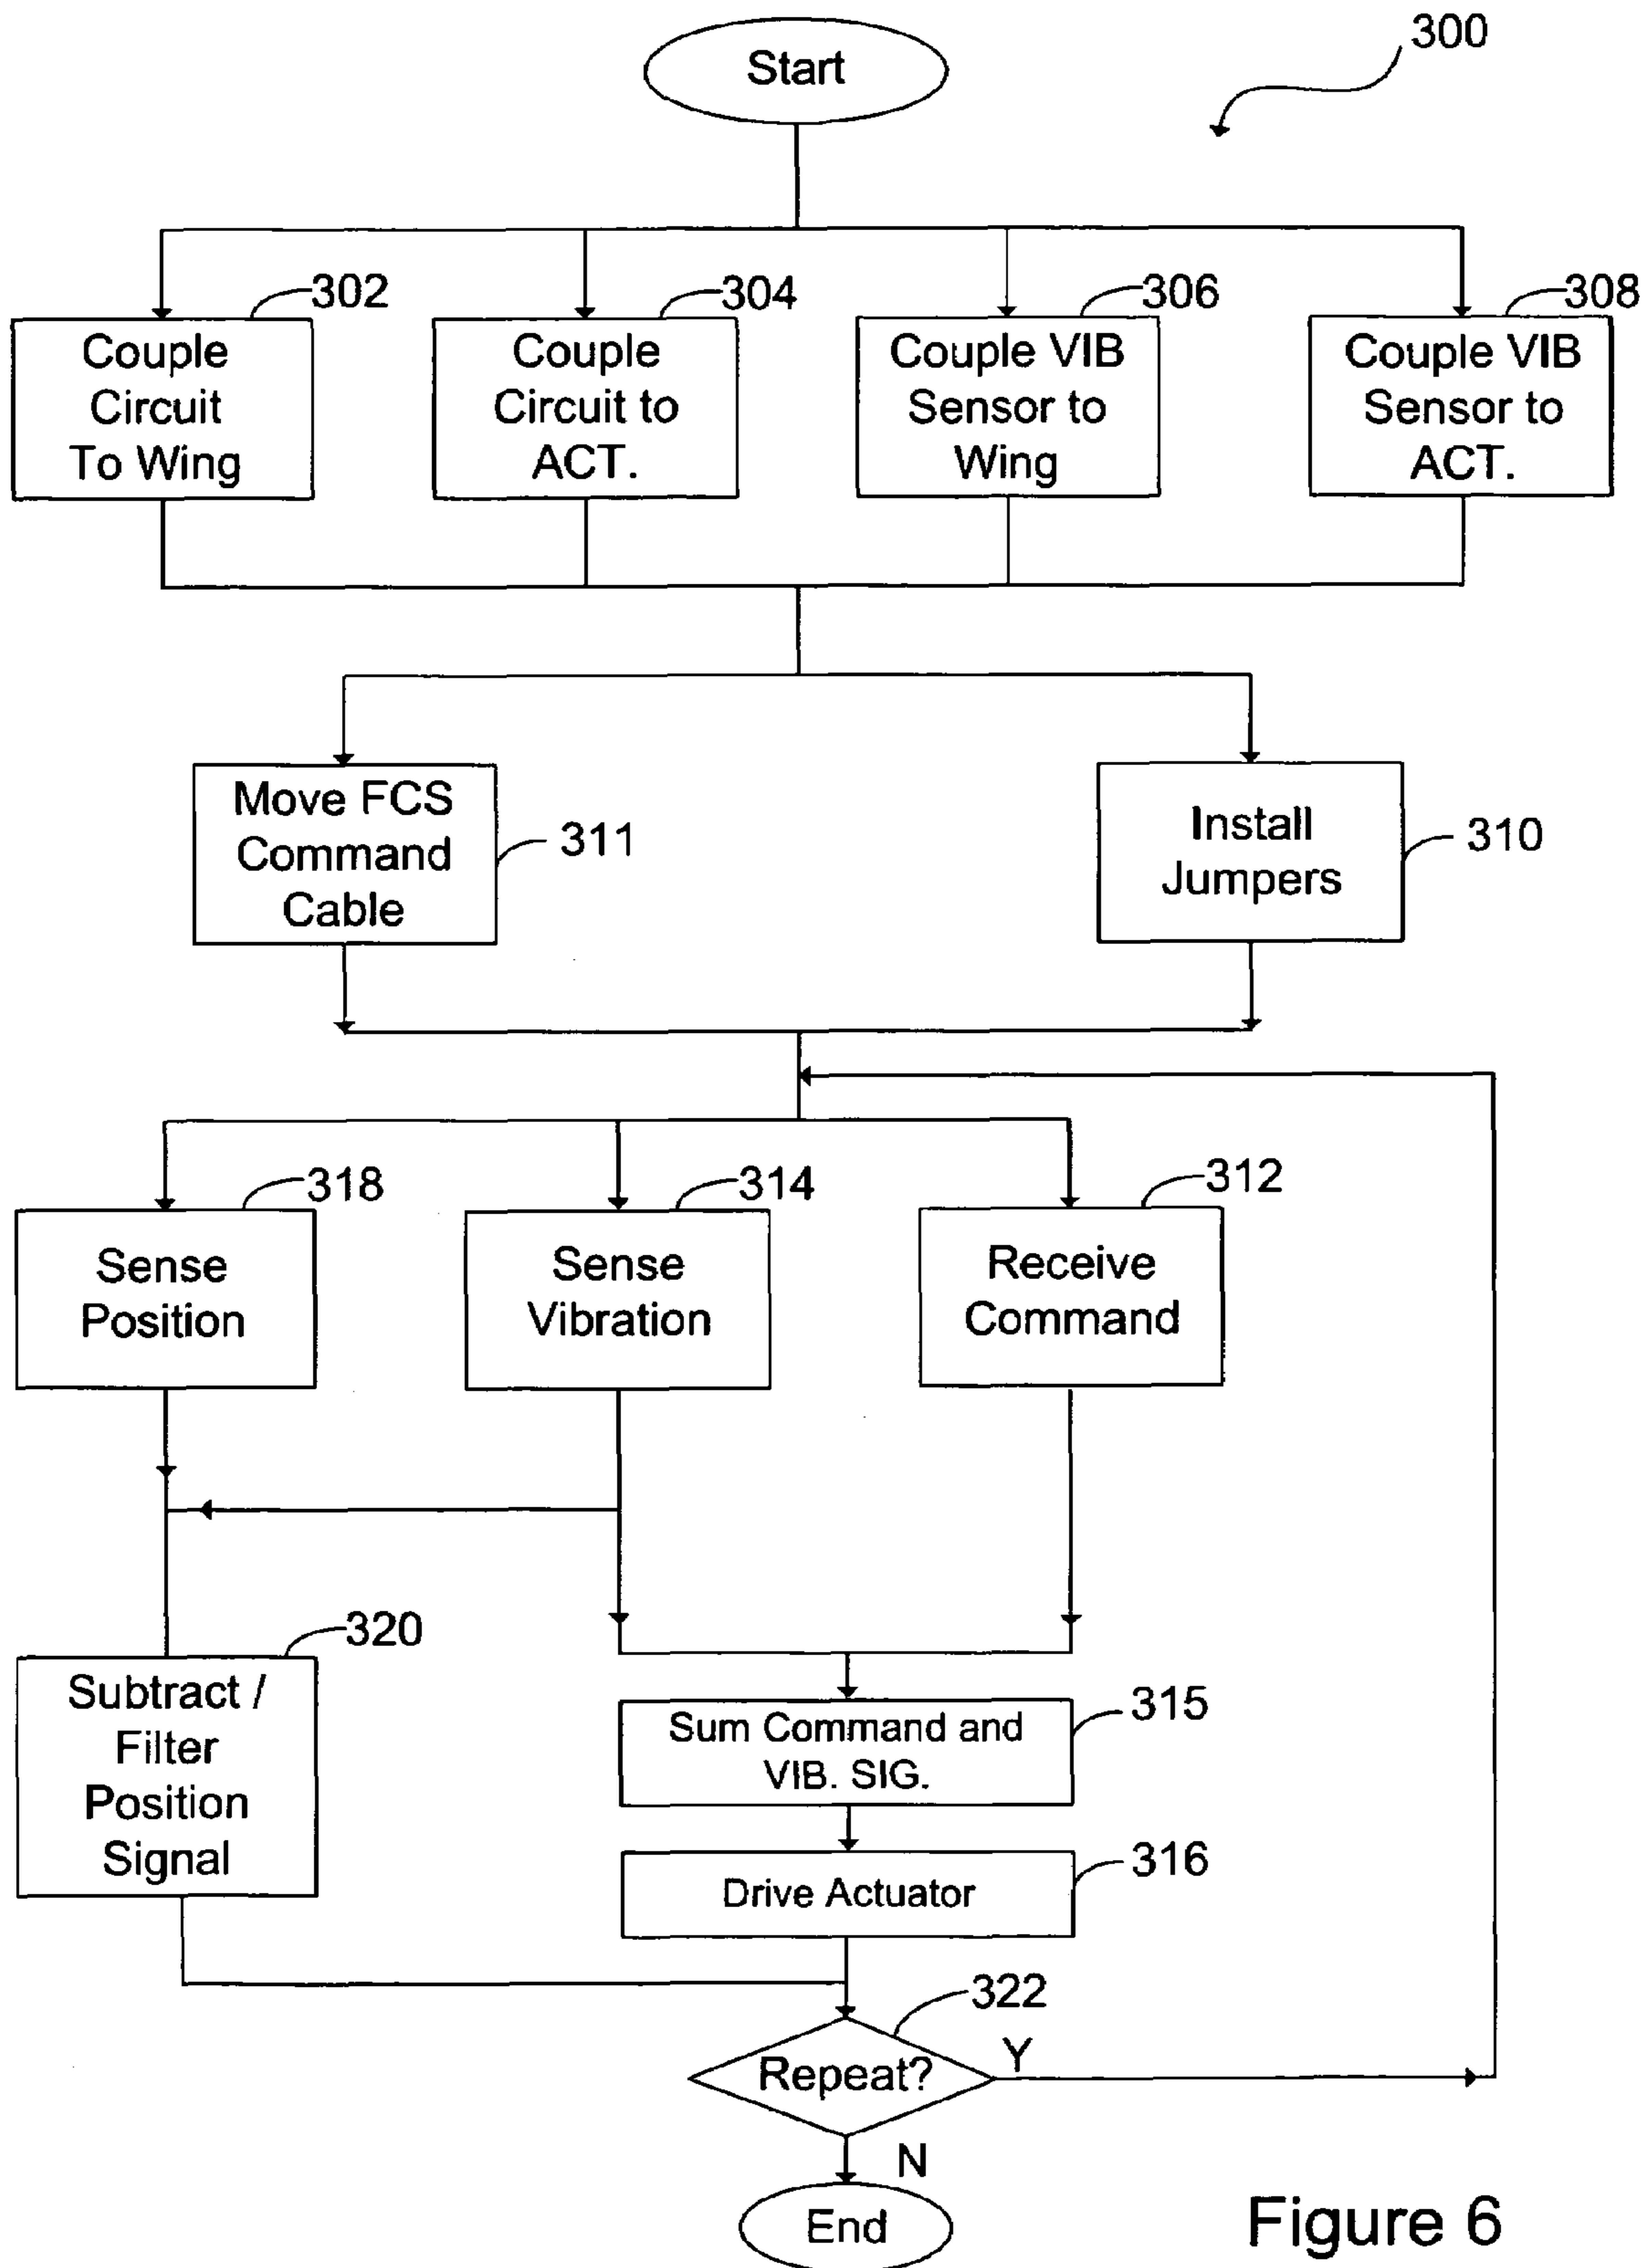 300
Start
302
Couple
Circuit
To Wing
304
Couple
Circuit to
ACT.
306
Couple VIB
Sensor to
Wing
308
Couple VIB
Sensor to
ACT.
311
Move FCS
Command
Cable
310
Install
Jumpers
318
Sense
Position
314
Sense
Vibration
312
Receive
Command
320
Subtract /
Filter
Position
Signal
315
Sum Command and
VIB. SIG.
316
Drive Actuator
322
Repeat?
Y
N
End
Figure 6